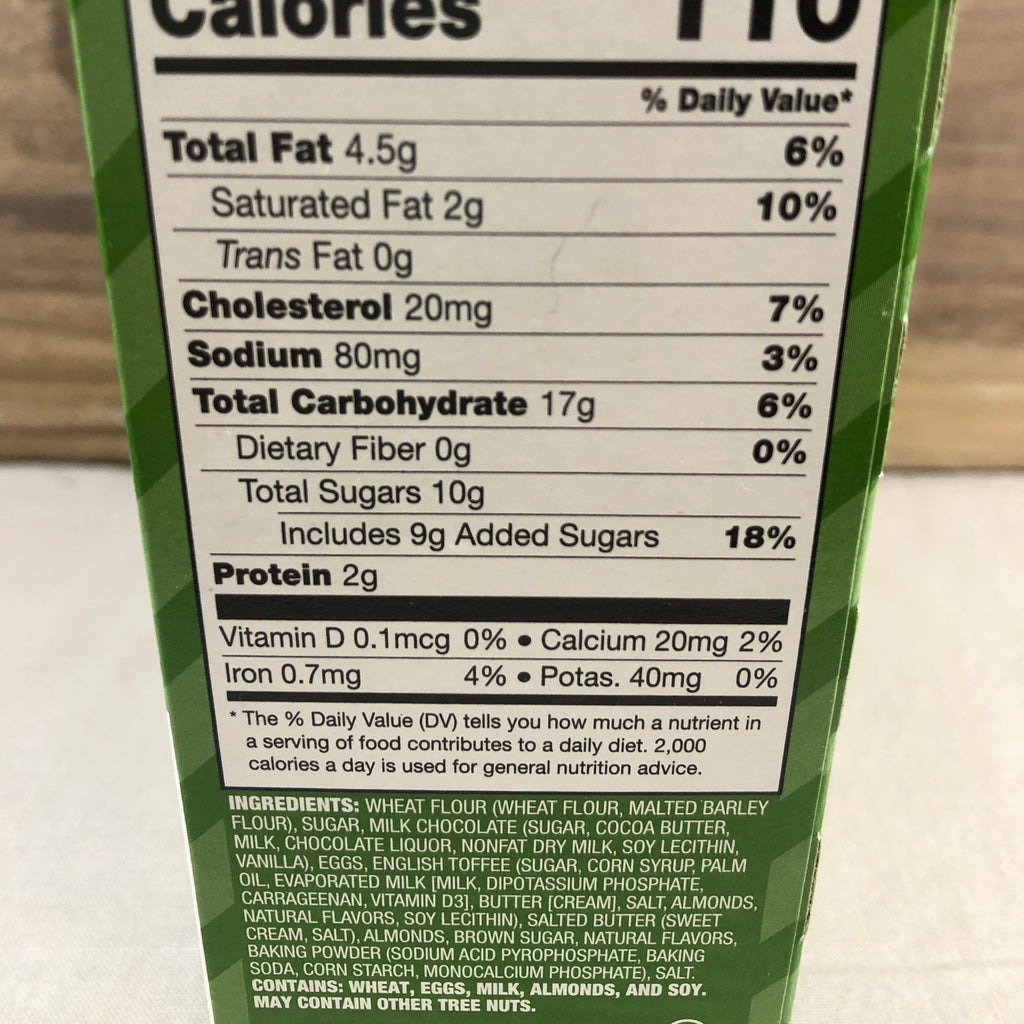 Calories 110
% Daily Value*
Total Fat 4.5g 6%
Saturated Fat 2g 10%
Trans Fat 0g
Cholesterol 20mg 7%
Sodium 80mg 3%
Total Carbohydrate 17g 6%
Dietary Fiber 0g 0%
Total Sugars 10g
Includes 9g Added Sugars 18%
Protein 2g
Vitamin D 0.1mcg 0% • Calcium 20mg 2%
Iron 0.7mg 4% • Potas. 40mg 0%
* The % Daily Value (DV) tells you how much a nutrient in
a serving of food contributes to a daily diet. 2,000
calories a day is used for general nutrition advice.
INGREDIENTS: WHEAT FLOUR (WHEAT FLOUR, MALTED BARLEY
FLOUR), SUGAR, MILK CHOCOLATE (SUGAR, COCOA BUTTER,
MILK, CHOCOLATE LIQUOR, NONFAT DRY MILK, SOY LECITHIN,
VANILLA), EGGS, ENGLISH TOFFEE (SUGAR, CORN SYRUP, PALM
OIL, EVAPORATED MILK [MILK, DIPOTASSIUM PHOSPHATE,
CARRAGEENAN, VITAMIN D3], BUTTER [CREAM], SALT, ALMONDS,
NATURAL FLAVORS, SOY LECITHIN), SALTED BUTTER (SWEET
CREAM, SALT), ALMONDS, BROWN SUGAR, NATURAL FLAVORS,
BAKING POWDER (SODIUM ACID PYROPHOSPHATE, BAKING
SODA, CORN STARCH, MONOCALCIUM PHOSPHATE), SALT.
CONTAINS: WHEAT, EGGS, MILK, ALMONDS, AND SOY.
MAY CONTAIN OTHER TREE NUTS.